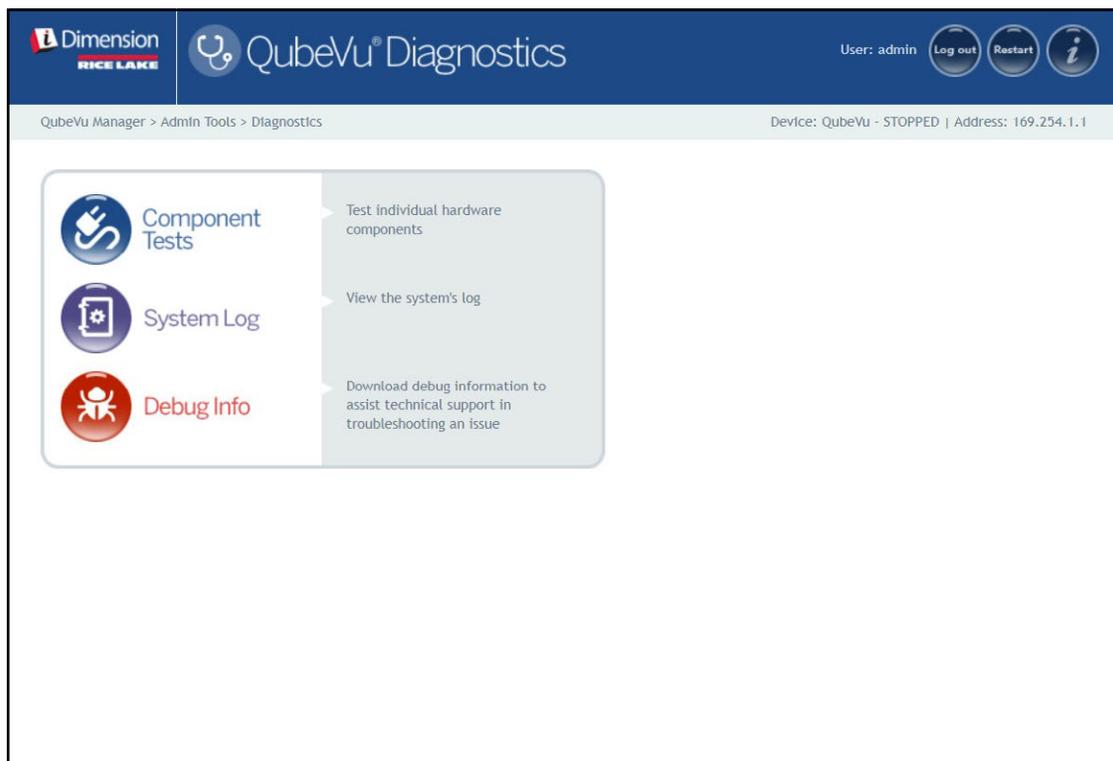 i Dimension
RICE LAKE
QubeVu® Diagnostics
User: admin
Log out
Restart
i
QubeVu Manager > Admin Tools > Diagnostics
Device: QubeVu - STOPPED | Address: 169.254.1.1
Component
Tests
Test individual hardware
components
System Log
View the system's log
Debug Info
Download debug information to
assist technical support in
troubleshooting an issue